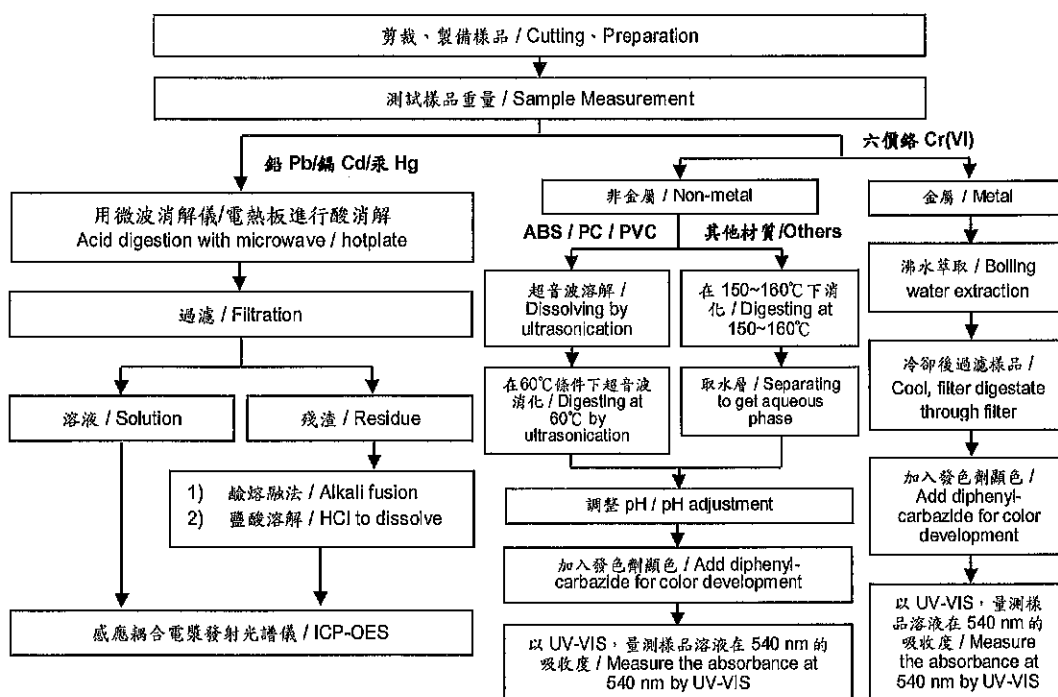 剪裁、製備樣品 / Cutting、Preparation
測試樣品重量 / Sample Measurement
鉛 Pb/鎘 Cd/汞 Hg
六價鉻 Cr(VI)
用微波消解儀/電熱板進行酸消解
Acid digestion with microwave / hotplate
過濾 / Filtration
溶液 / Solution
殘渣 / Residue
1) 鹼熔融法 / Alkali fusion
2) 鹽酸溶解 / HCl to dissolve
感應耦合電漿發射光譜儀 / ICP-OES
非金屬 / Non-metal
ABS / PC / PVC
其他材質/Others
超音波溶解 /
Dissolving by
ultrasonication
在60℃條件下超音波
消化 / Digesting at
60℃ by
ultrasonication
在 150~160℃下消
化 / Digesting at
150~160℃
取水層 / Separating
to get aqueous
phase
調整 pH / pH adjustment
加入發色劑顯色 / Add diphenyl-
carbazide for color development
以 UV-VIS，量測樣品溶液在 540 nm 的
吸收度 / Measure the absorbance at
540 nm by UV-VIS
金屬 / Metal
沸水萃取 / Boiling
water extraction
冷卻後過濾樣品 /
Cool, filter digestate
through filter
加入發色劑顯色 /
Add diphenyl-
carbazide for color
development
以 UV-VIS，量測樣
品溶液在 540 nm 的
吸收度 / Measure
the absorbance at
540 nm by UV-VIS